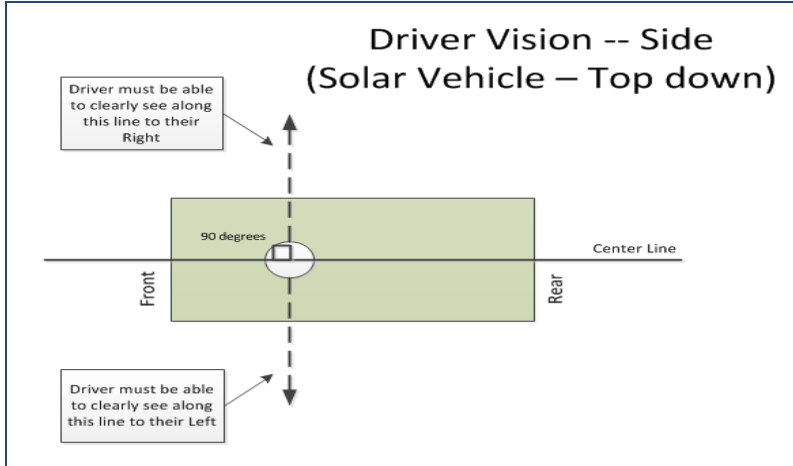 Driver Vision -- Side
(Solar Vehicle – Top down)
Driver must be able
to clearly see along
this line to their
Right
90 degrees
Center Line
Front
Rear
Driver must be able
to clearly see along
this line to their Left